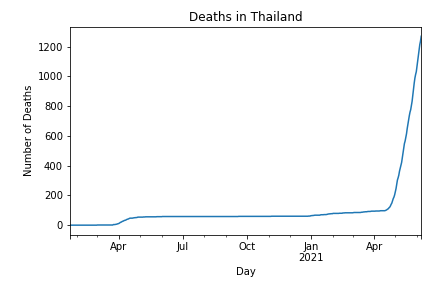 Deaths in Thailand
Number of Deaths
1200
1000
800
600
400
200
0
Apr
Jul
Oct
Jan
2021
Apr
Day